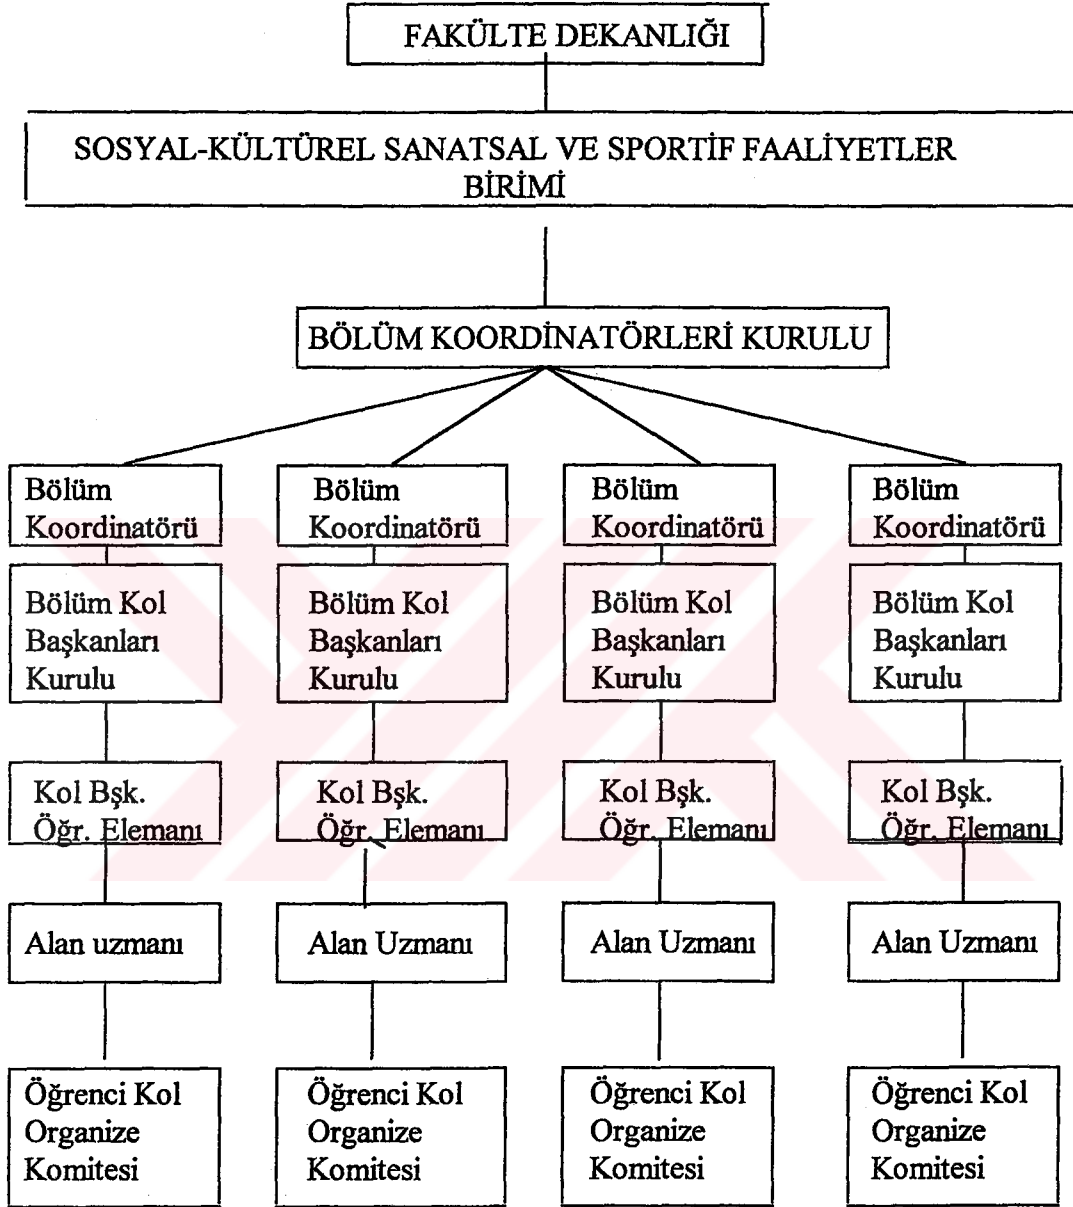 FAKÜLTE DEKANLIĞI
SOSYAL-KÜLTÜREL SANATSAL VE SPORTİF FAALİYETLER
BİRİMİ
BÖLÜM KOORDİNATÖRLERİ KURULU
Bölüm
Koordinatörü
Bölüm
Koordinatörü
Bölüm
Koordinatörü
Bölüm
Koordinatörü
Bölüm Kol
Başkanları
Kurulu
Bölüm Kol
Başkanları
Kurulu
Bölüm Kol
Başkanları
Kurulu
Bölüm Kol
Başkanları
Kurulu
Kol Bşk.
Öğr. Elemanı
Kol Bşk.
Öğr. Elemanı
Kol Bşk.
Öğr. Elemanı
Kol Bşk.
Öğr. Elemanı
Alan uzmanı
Alan Uzmanı
Alan Uzmanı
Alan Uzmanı
Öğrenci Kol
Organize
Komitesi
Öğrenci Kol
Organize
Komitesi
Öğrenci Kol
Organize
Komitesi
Öğrenci Kol
Organize
Komitesi